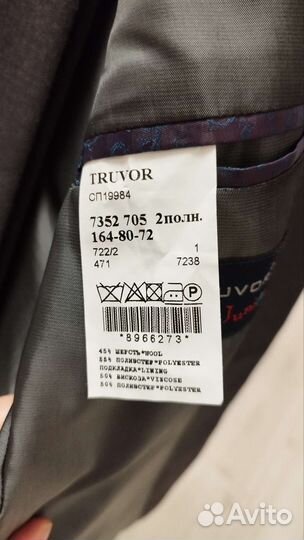 TRUVOR
СП19984
7352 705 2полн.
164-80-72
722/2 1
471 7238
*8966273*
45% ШЕРСТЬ*WOOL
55% ПОЛИЭСТЕР*POLYESTER
ПОДКЛАДКА*LINING
50% ВИСКОЗА*VISCOSE
50% ПОЛИЭСТЕР*POLYESTER
Avito